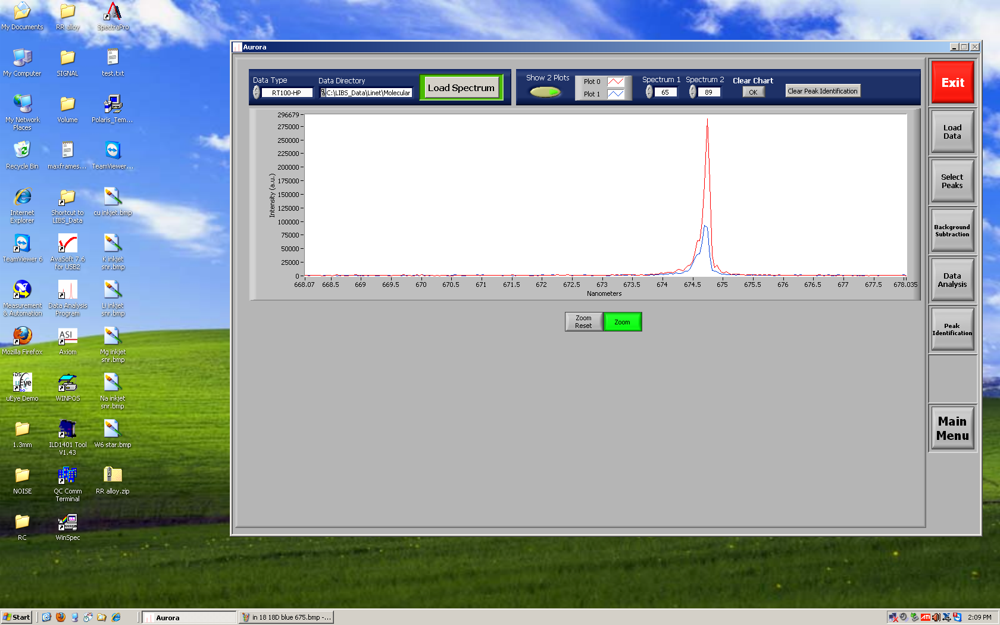 My Documents
RR alloy
SpectraPro
My Computer
SIGNAL
test.txt
My Network
Places
Volume
Polaris_Tem...
Recycle Bin
maxframes...
TeamViewer...
Internet
Explorer
Shortcut to
LIBS_Data
cu inkjet.bmp
TeamViewer 6
AvaSoft 7.6
for USB2
K inkjet
snr.bmp
Measurement
& Automation
Data Analysis
Program
Li inkjet
snr.bmp
Mozilla Firefox
ASI
Axiom
Mg inkjet
snr.bmp
uEye Demo
WINPOS
Na inkjet
snr.bmp
1.3mm
ILD1401 Tool
V1.43
W6 star.bmp
NOISE
QC Comm
Terminal
RR alloy.zip
RC
WinSpec
Aurora
Data Type
RT100-HP
Data Directory
C:\LIBS_Data\Linet\Molecular
Load Spectrum
Show 2 Plots
Plot 0
Plot 1
Spectrum 1
65
Spectrum 2
89
Clear Chart
OK
Clear Peak Identification
296679
275000
250000
225000
200000
175000
150000
125000
100000
75000
50000
25000
0
Intensity (a.u.)
668.07 668.5 669 669.5 670 670.5 671 671.5 672 672.5 673 673.5 674 674.5 675 675.5 676 676.5 677 677.5 678.035
Nanometers
Zoom
Reset
Zoom
Exit
Load
Data
Select
Peaks
Background
Subtraction
Data
Analysis
Peak
Identification
Main
Menu
Start
Aurora
in 18 18D blue 675.bmp -...
ATI
2:09 PM